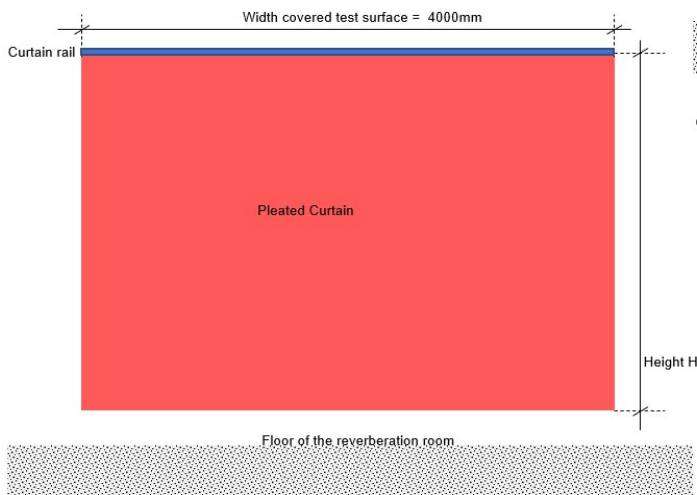 Width covered test surface = 4000mm
Curtain rail
Pleated Curtain
Height H
Floor of the reverberation room